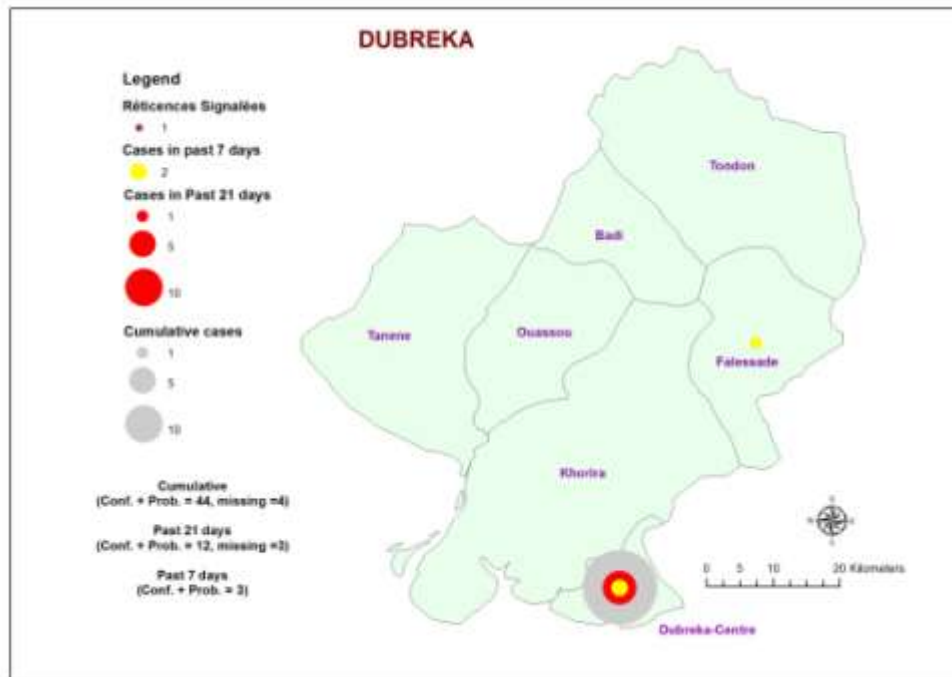 DUBREKA
Legend
Réticences Signalées
1
Cases in past 7 days
2
Cases in Past 21 days
1
5
10
Cumulative cases
1
5
10
Cumulative
(Conf. + Prob. = 44, missing =4)
Past 21 days
(Conf. + Prob. = 12, missing =3)
Past 7 days
(Conf. + Prob. = 3)
Tondon
Badi
Tanene
Ouassou
Falessade
Khorira
0 5 10 20 Kilometers
Dubreka-Centre